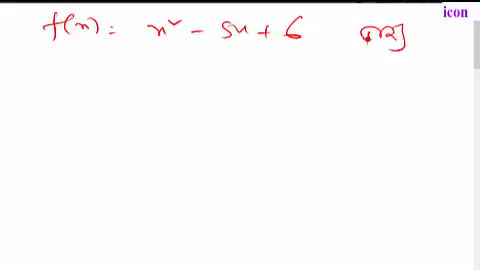 icon
f(x) = x² - 5x + 6